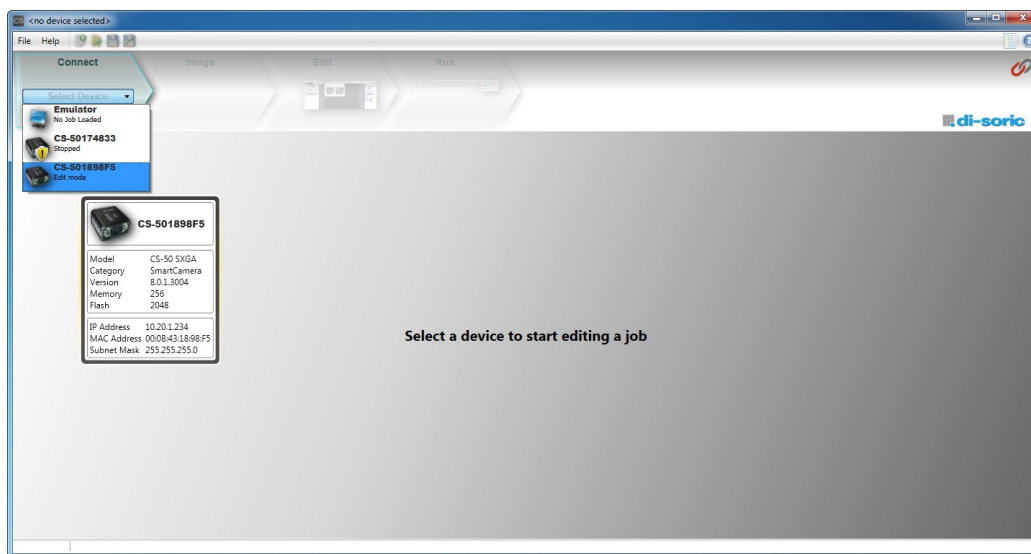 CS <no device selected>
File Help
Connect Image Edit Run
Select Device
Emulator
No Job Loaded
CS-50174833
Stopped
CS-501898F5
Edit mode
di-soric
CS-501898F5
Model CS-50 SXGA
Category SmartCamera
Version 8.0.1.3004
Memory 256
Flash 2048
IP Address 10.20.1.234
MAC Address 00:0B:43:18:98:F5
Subnet Mask 255.255.255.0
Select a device to start editing a job